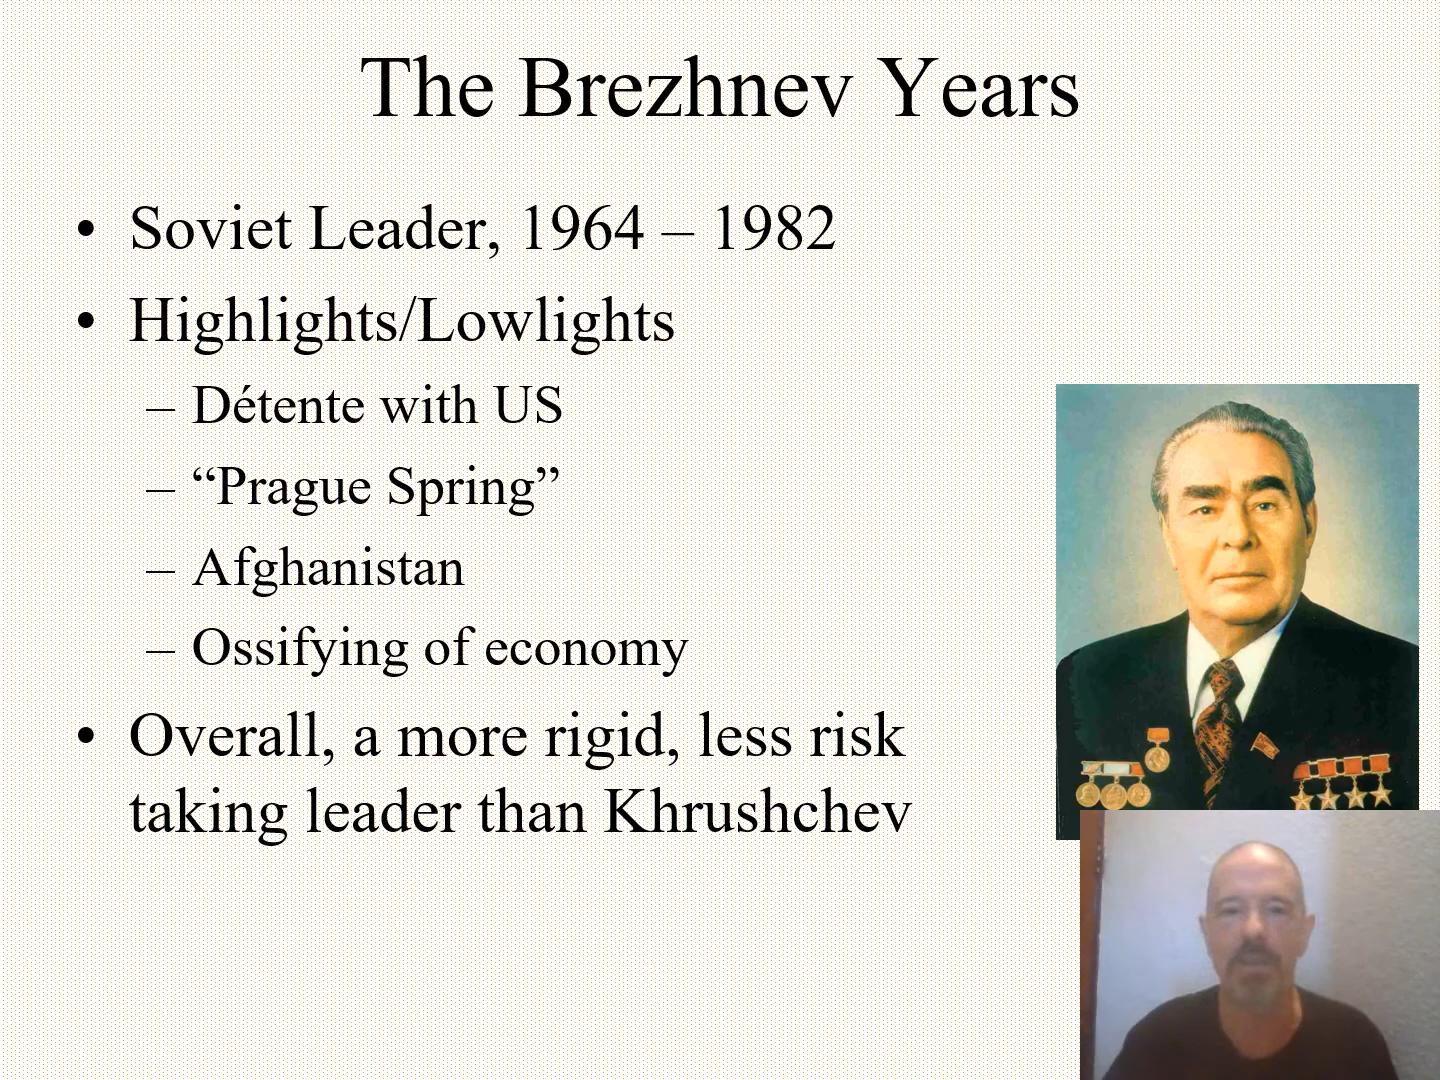 The Brezhnev Years
• Soviet Leader, 1964 – 1982
• Highlights/Lowlights
– Détente with US
– “Prague Spring”
– Afghanistan
– Ossifying of economy
• Overall, a more rigid, less risk
taking leader than Khrushchev